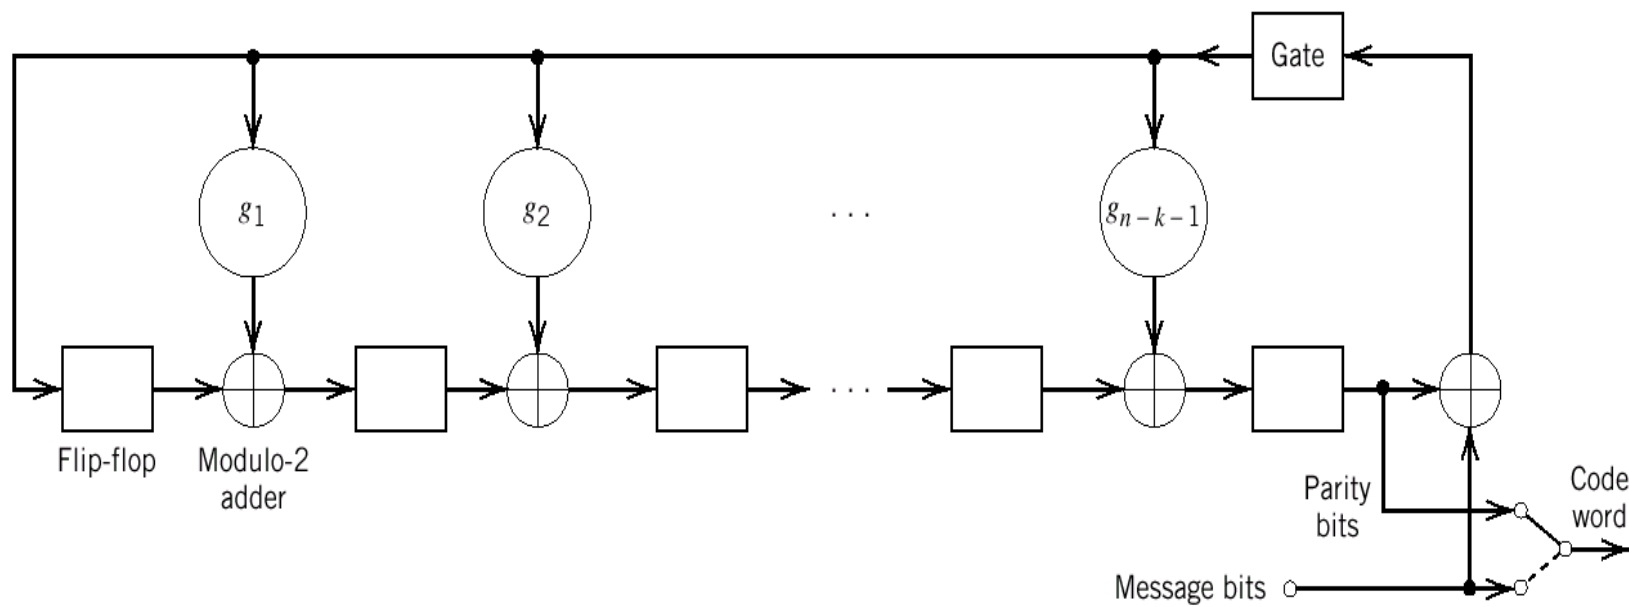 Gate
g1
g2
...
gn-k-1
...
Flip-flop
Modulo-2
adder
Parity
bits
Code
word
Message bits